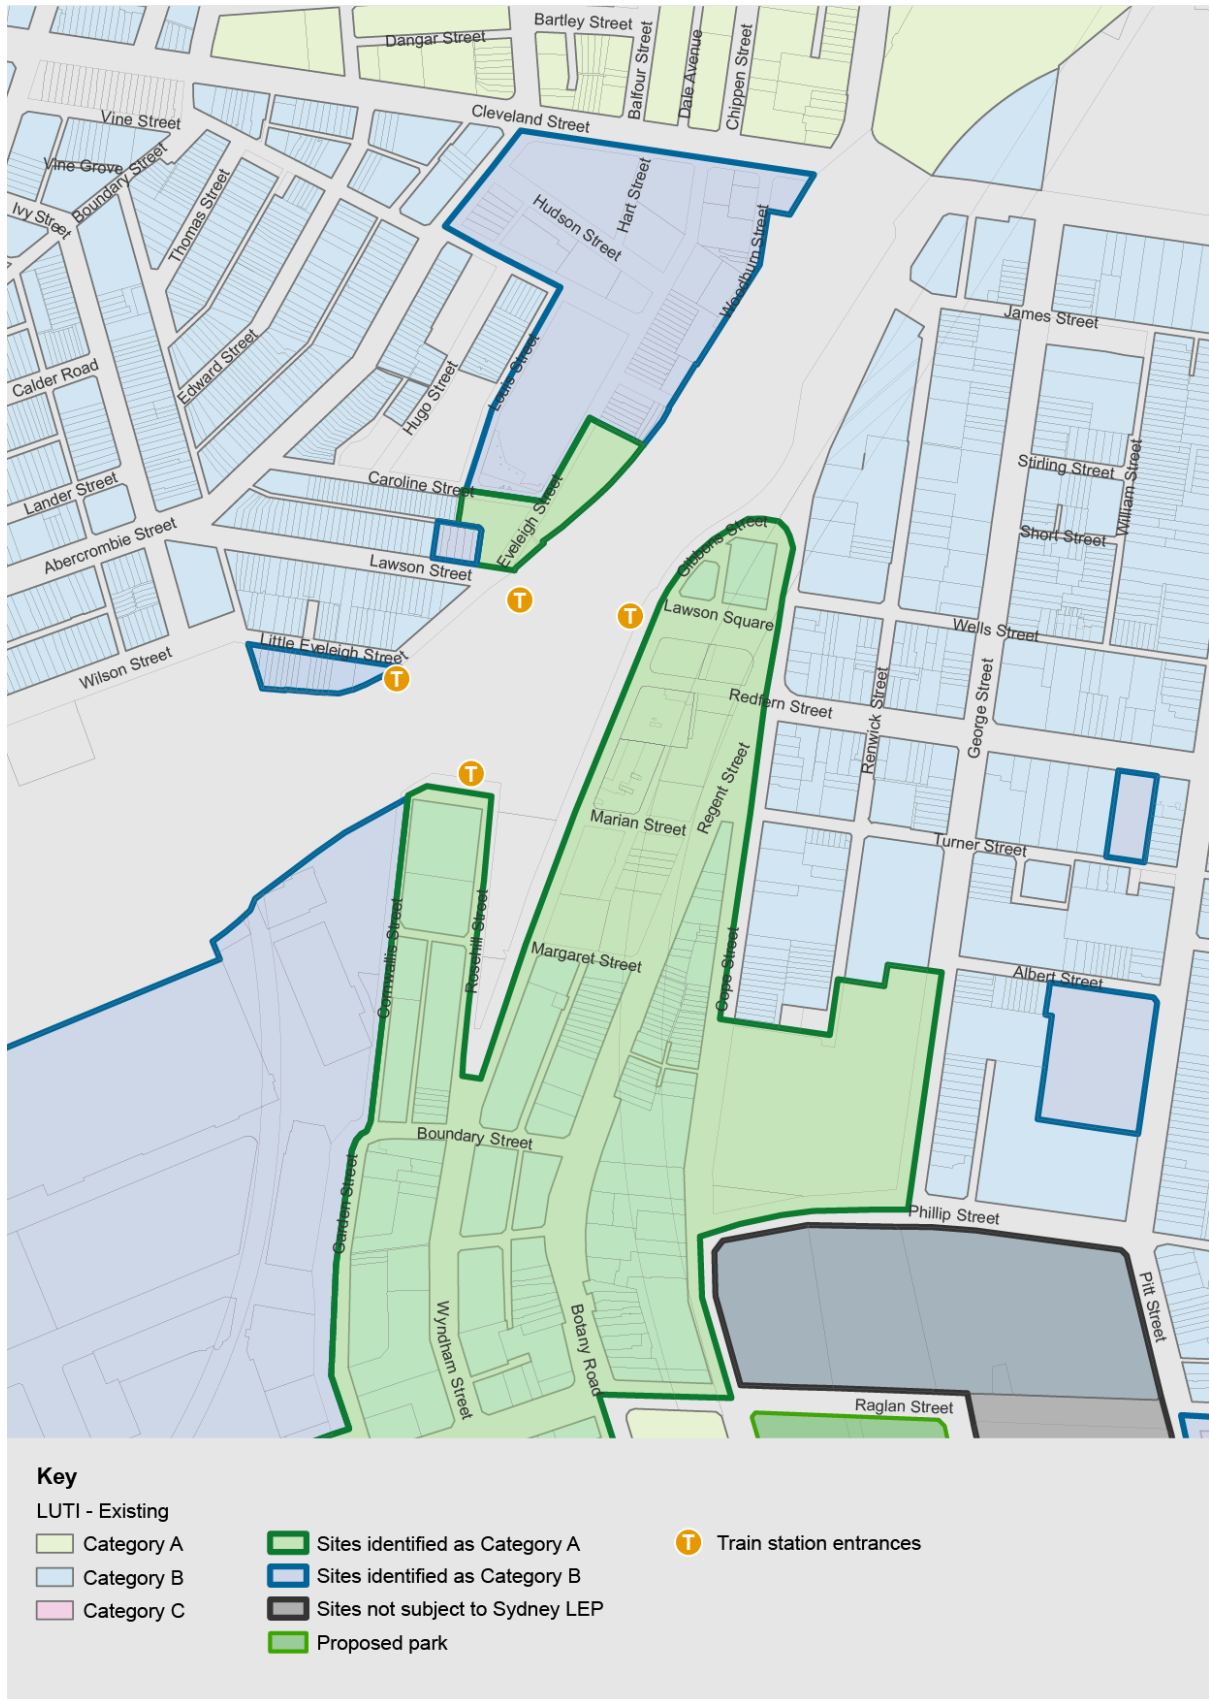 Bartley Street
Dangar Street
Balfour Street
Dale Avenue
Chippen Street
Cleveland Street
Vine Street
Vine Grove
Boundary Street
Ivy Street
Thomas Street
Hart Street
Hudson Street
Woodburn Street
James Street
Edward Street
Calder Road
Louis Street
Hugo Street
Stirling Street
William Street
Lander Street
Caroline Street
Eveleigh Street
Abercrombie Street
Short Street
Lawson Street
Gibbons Street
T
T
Lawson Square
Wells Street
Little Eveleigh Street
Wilson Street
T
Redfern Street
Renwick Street
George Street
T
Regent Street
Marian Street
Turner Street
Cornwallis Street
Rosehill Street
Margaret Street
Cope Street
Albert Street
Boundary Street
Garden Street
Phillip Street
Pitt Street
Wyndham Street
Botany Road
Raglan Street
Key
LUTI - Existing
Category A
Category B
Category C
Sites identified as Category A
Sites identified as Category B
Sites not subject to Sydney LEP
Proposed park
T Train station entrances